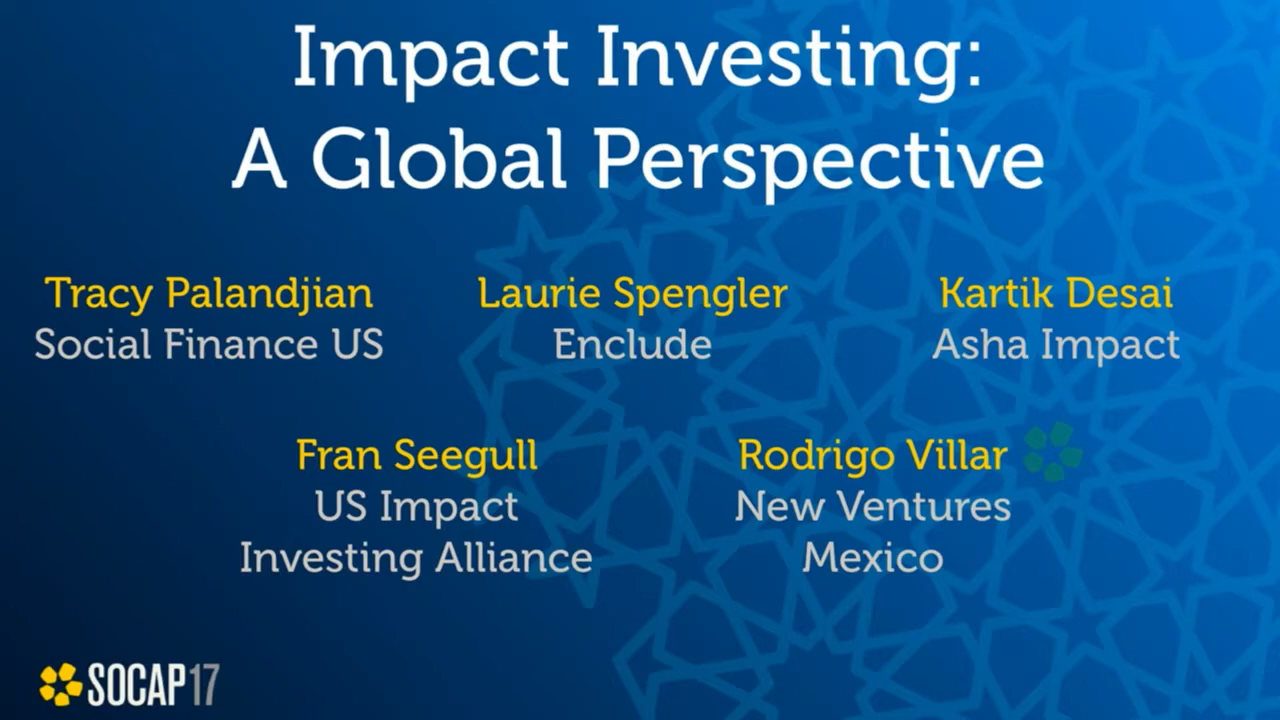 Impact Investing:
A Global Perspective
Tracy Palandjian
Social Finance US
Laurie Spengler
Enclude
Kartik Desai
Asha Impact
Fran Seegull
US Impact
Investing Alliance
Rodrigo Villar
New Ventures
Mexico
SOCAP17